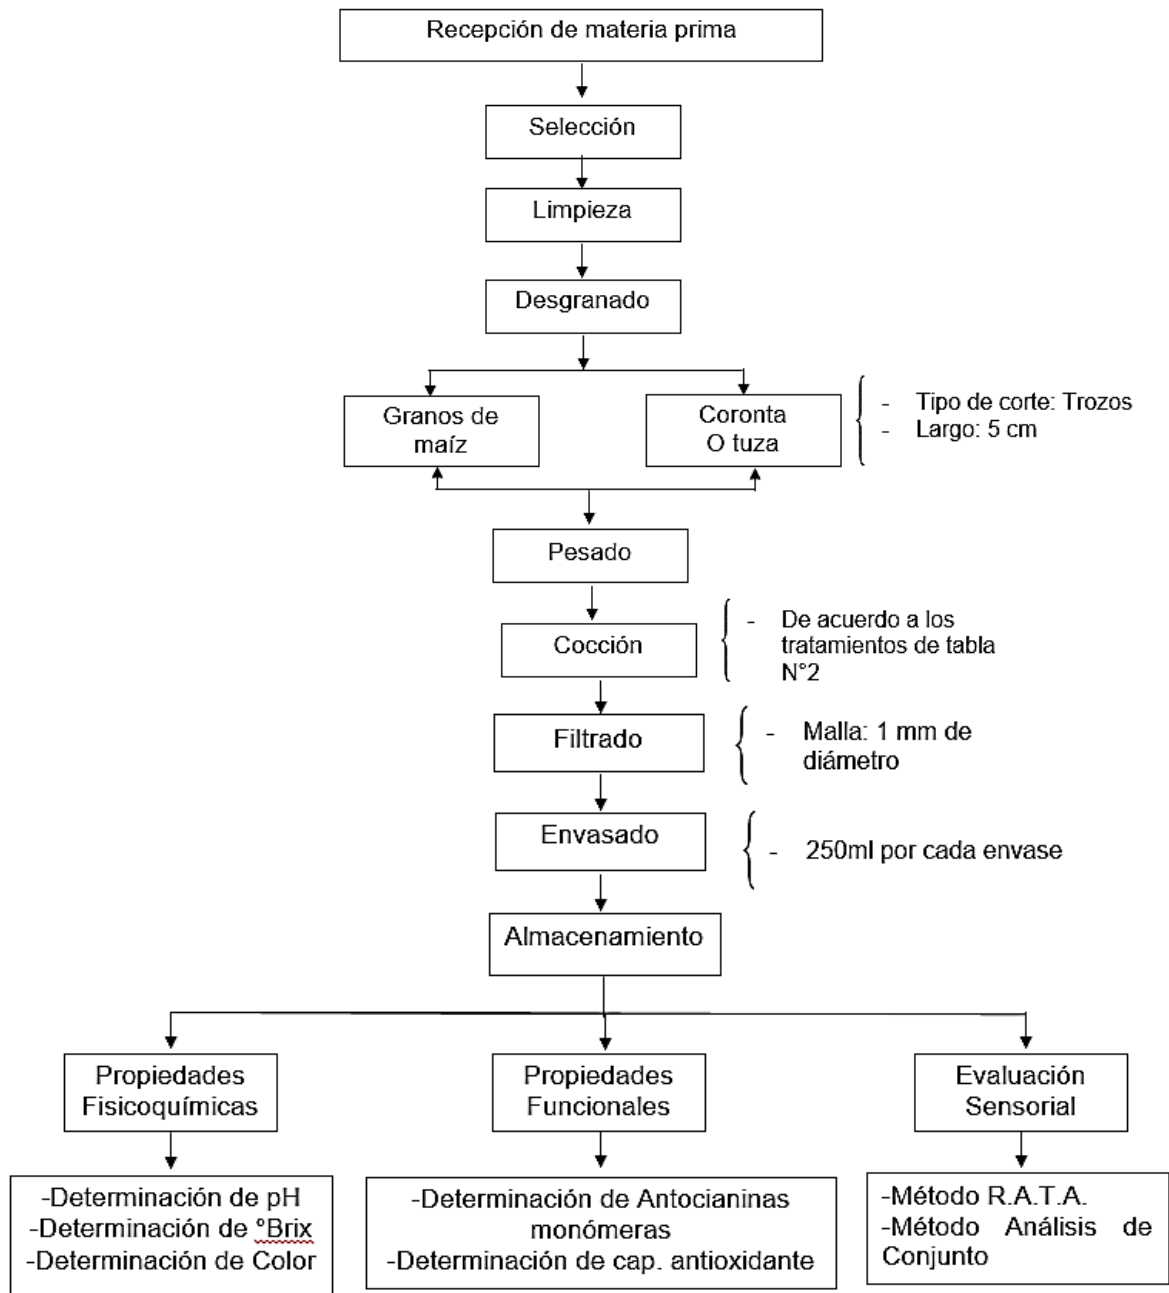 Recepción de materia prima
Selección
Limpieza
Desgranado
Granos de
maíz
Coronta
O tuza
- Tipo de corte: Trozos
- Largo: 5 cm
Pesado
Cocción
- De acuerdo a los
tratamientos de tabla
N°2
Filtrado
- Malla: 1 mm de
diámetro
Envasado
- 250ml por cada envase
Almacenamiento
Propiedades
Fisicoquímicas
Propiedades
Funcionales
Evaluación
Sensorial
-Determinación de pH
-Determinación de ºBrix
-Determinación de Color
-Determinación de Antocianinas
monómeras
-Determinación de cap. antioxidante
-Método R.A.T.A.
-Método Análisis de
Conjunto